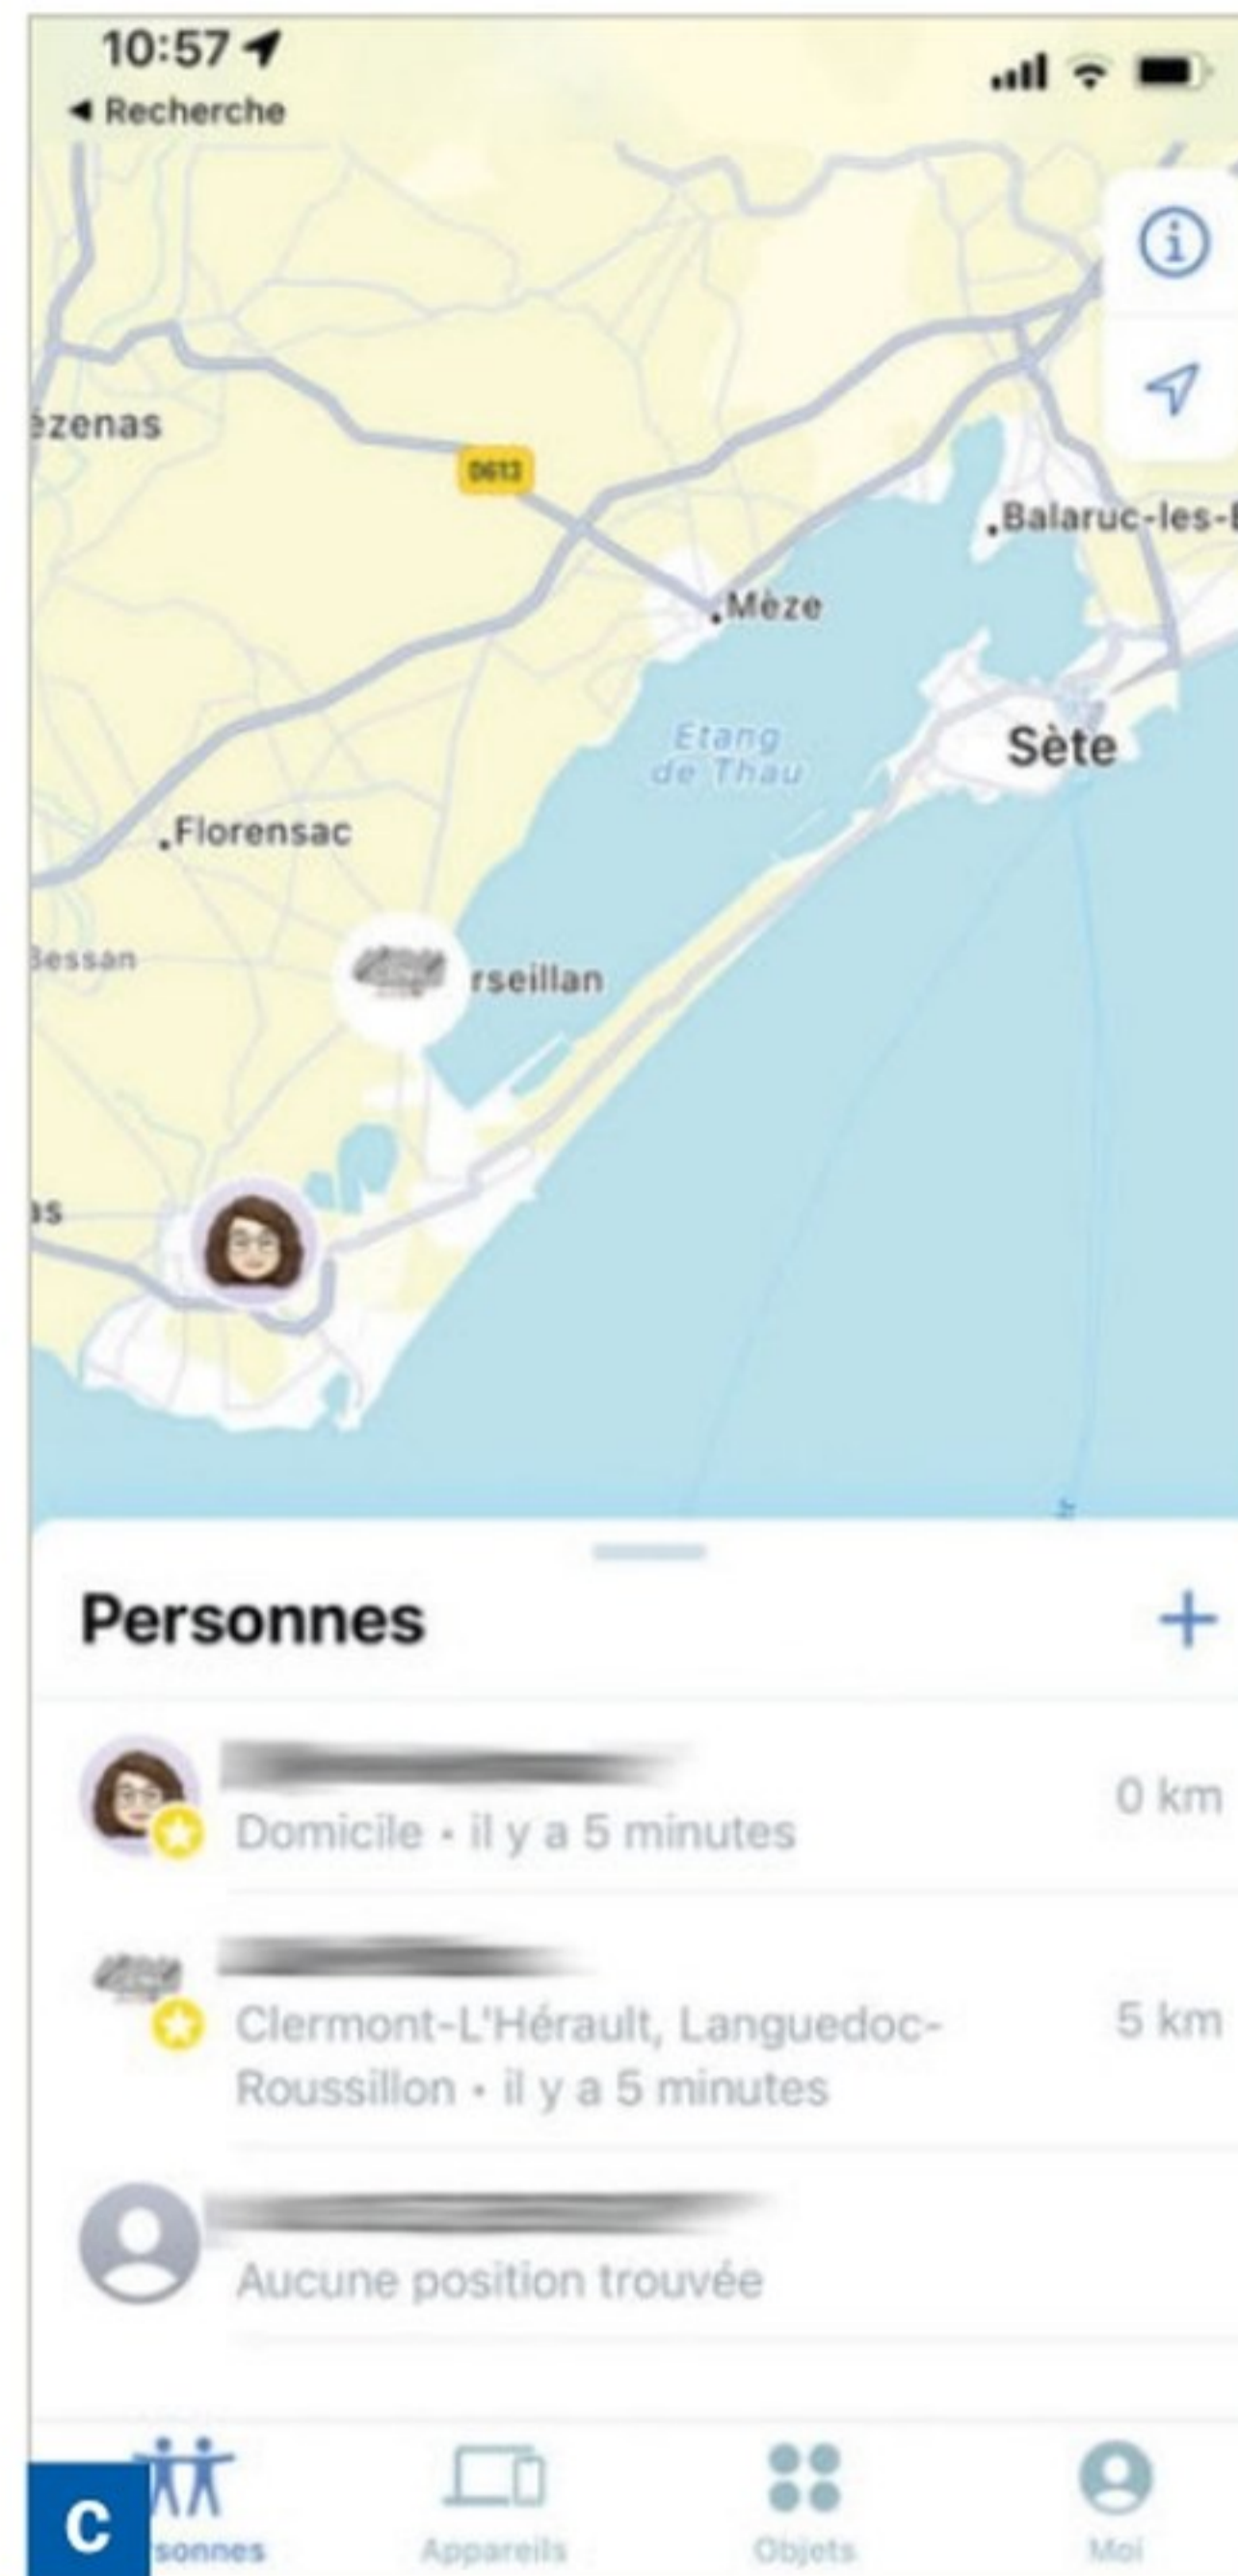 10:57
Recherche
ézenas
D613
Balaruc-les-B
Mèze
Etang
de Thau
Sète
Florensac
Bessan
rseillan
as
Personnes
0 km
Domicile • il y a 5 minutes
Clermont-L'Hérault, Languedoc-
5 km
Roussillon • il y a 5 minutes
Aucune position trouvée
C
sonnes
Appareils
Objets
Moi